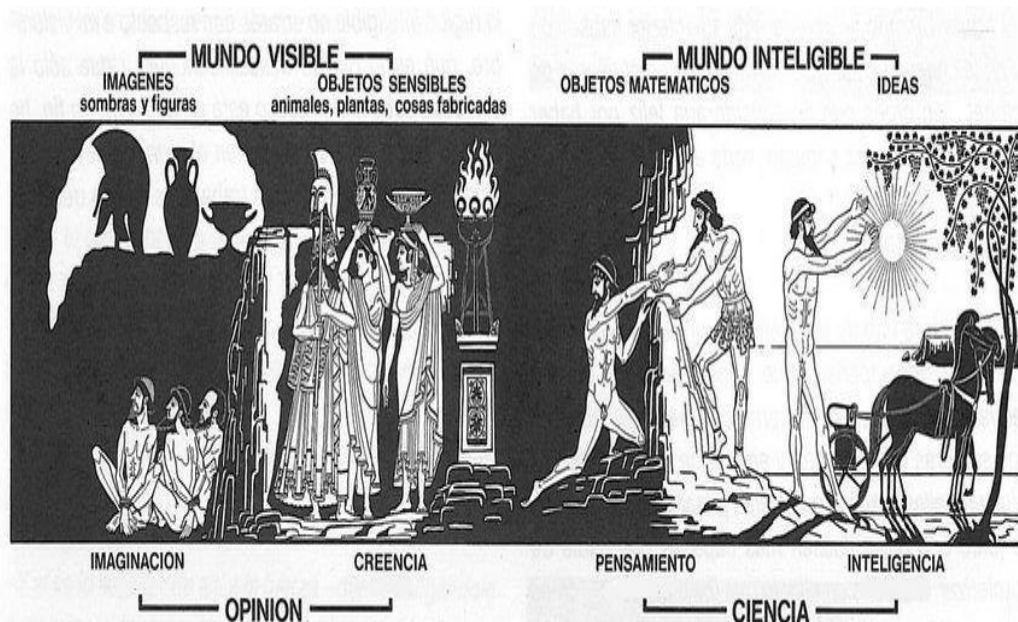 MUNDO VISIBLE
IMAGENES
sombras y figuras
OBJETOS SENSIBLES
animales, plantas, cosas fabricadas
MUNDO INTELIGIBLE
OBJETOS MATEMATICOS
IDEAS
IMAGINACION
CREENCIA
OPINION
PENSAMIENTO
INTELIGENCIA
CIENCIA